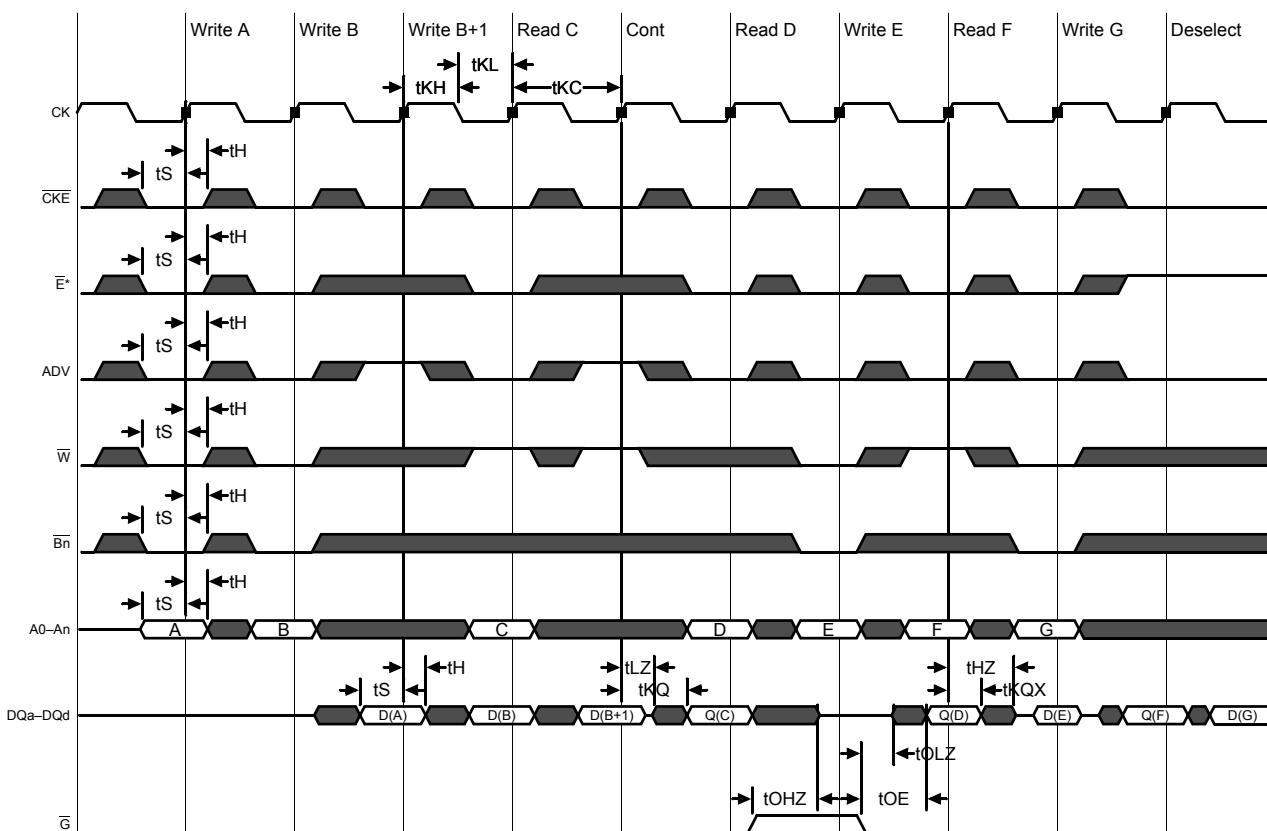 Write A Write B Write B+1 Read C Cont Read D Write E Read F Write G Deselect
tKL
tKH tKC
CK
tH
tS
CKE
tH
tS
E*
tH
tS
ADV
tH
tS
W
tH
tS
Bn
tH
tS
A0–An A B C D E F G
tH tLZ tHZ
tS tKQ tKQX
DQa–DQd D(A) D(B) D(B+1) Q(C) Q(D) D(E) Q(F) D(G)
tOLZ
tOHZ tOE
G